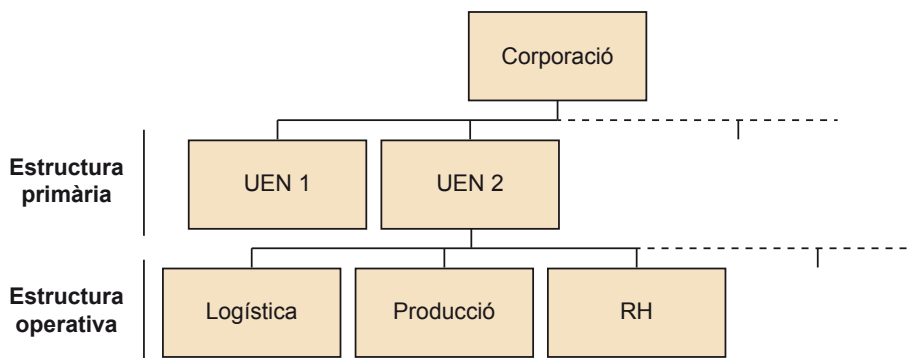 Corporació
Estructura
primària
UEN 1
UEN 2
Estructura
operativa
Logística
Producció
RH